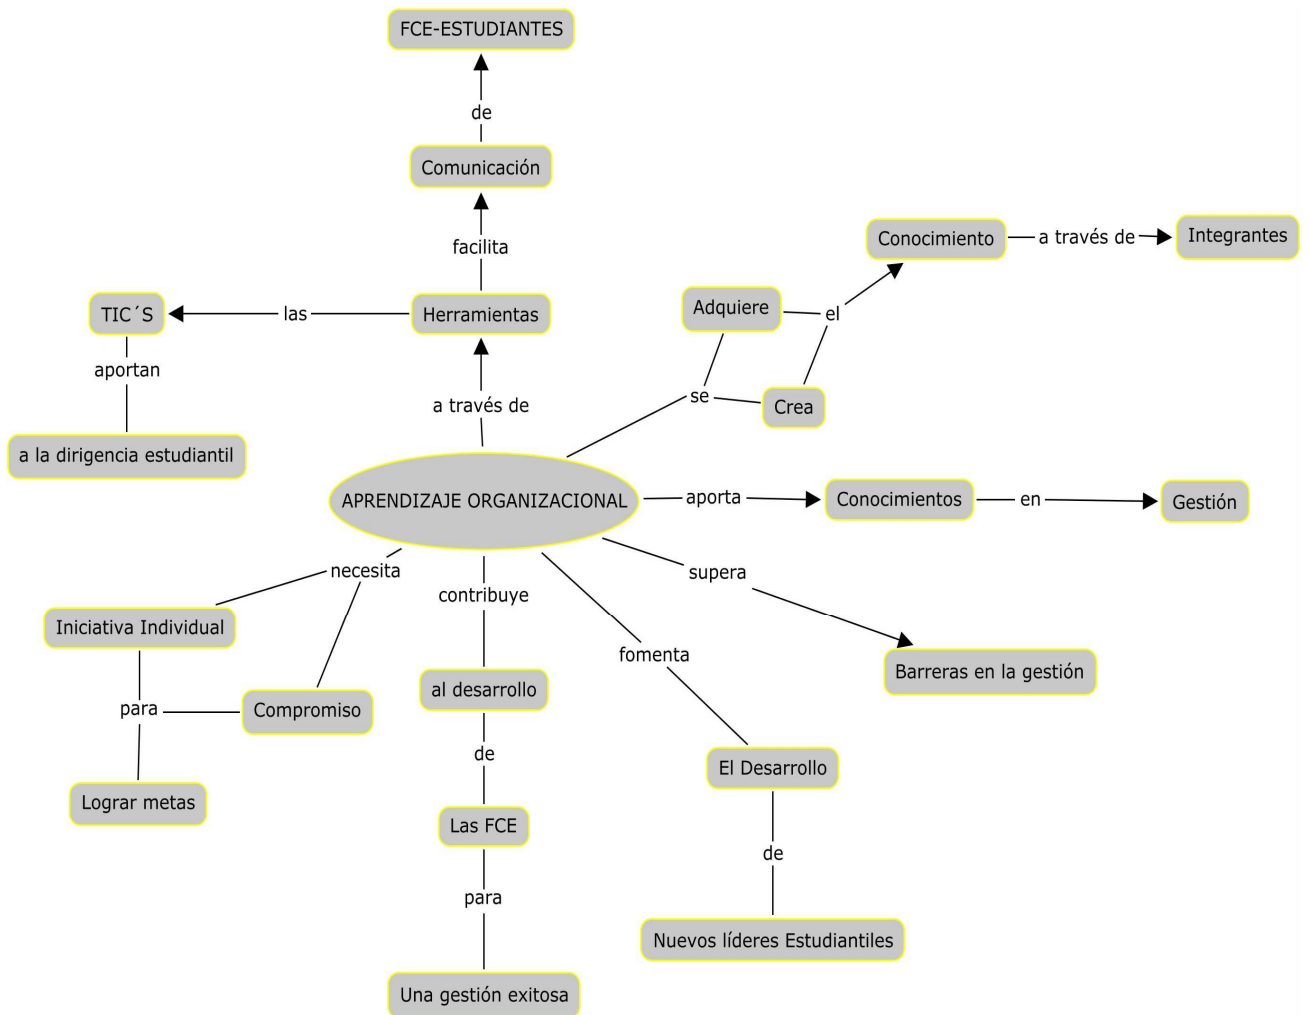 FCE-ESTUDIANTES
de
Comunicación
facilita
Conocimiento
a través de
Integrantes
TIC´S
las
Herramientas
Adquiere
el
aportan
a través de
se
Crea
a la dirigencia estudiantil
APRENDIZAJE ORGANIZACIONAL
aporta
Conocimientos
en
Gestión
necesita
contribuye
supera
Iniciativa Individual
fomenta
Barreras en la gestión
para
Compromiso
al desarrollo
de
El Desarrollo
Lograr metas
Las FCE
de
para
Nuevos líderes Estudiantiles
Una gestión exitosa